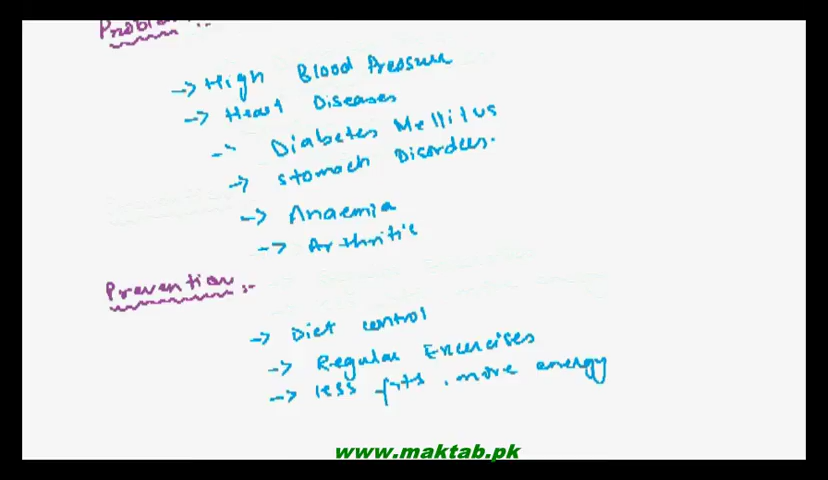 Problems :-
-> High Blood Pressure
-> Heart Diseases
-> Diabetes Mellitus
-> Stomach Disorders.
-> Anaemia
-> Arthritis
Prevention :-
-> Diet control
-> Regular Exercises
-> less fats, more energy
www.maktab.pk